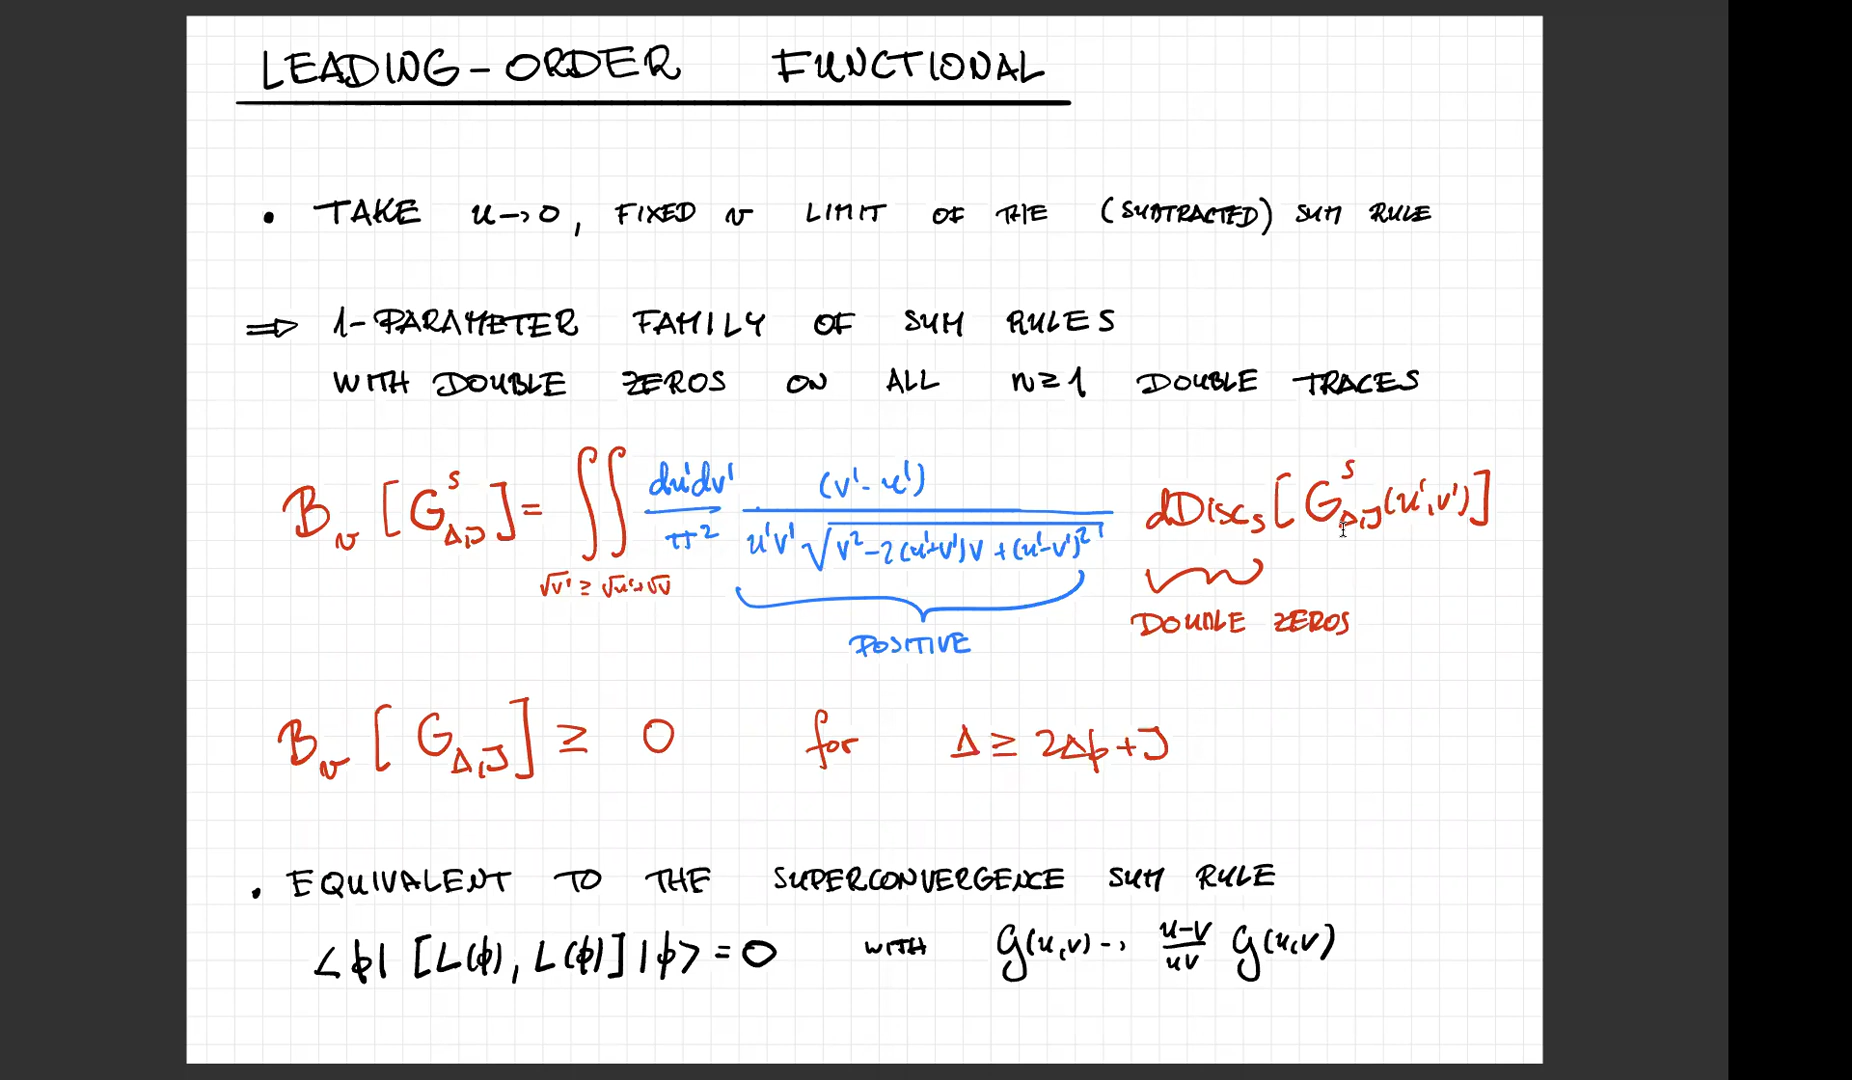 LEADING-ORDER FUNCTIONAL
• TAKE u→0, FIXED v LIMIT OF THE (SUBTRACTED) SUM RULE
⇒ 1-PARAMETER FAMILY OF SUM RULES
WITH DOUBLE ZEROS ON ALL n≥1 DOUBLE TRACES
B_v [G^s_{Δ,J}] = ∬_{√v' ≥ √u'+√v} du'dv'/π² (v'-u')/(u'v'√(v²-2(u'+v')v+(u'-v')²)) dDisc_s[G^s_{Δ,J}(u',v')]
POSITIVE
DOUBLE ZEROS
B_v [G_{Δ,J}] ≥ 0 for Δ ≥ 2Δϕ+J
• EQUIVALENT TO THE SUPERCONVERGENCE SUM RULE
<ϕ| [L(ϕ), L(ϕ)] |ϕ> = 0 WITH G(u,v) → (u-v)/(uv) G(u,v)